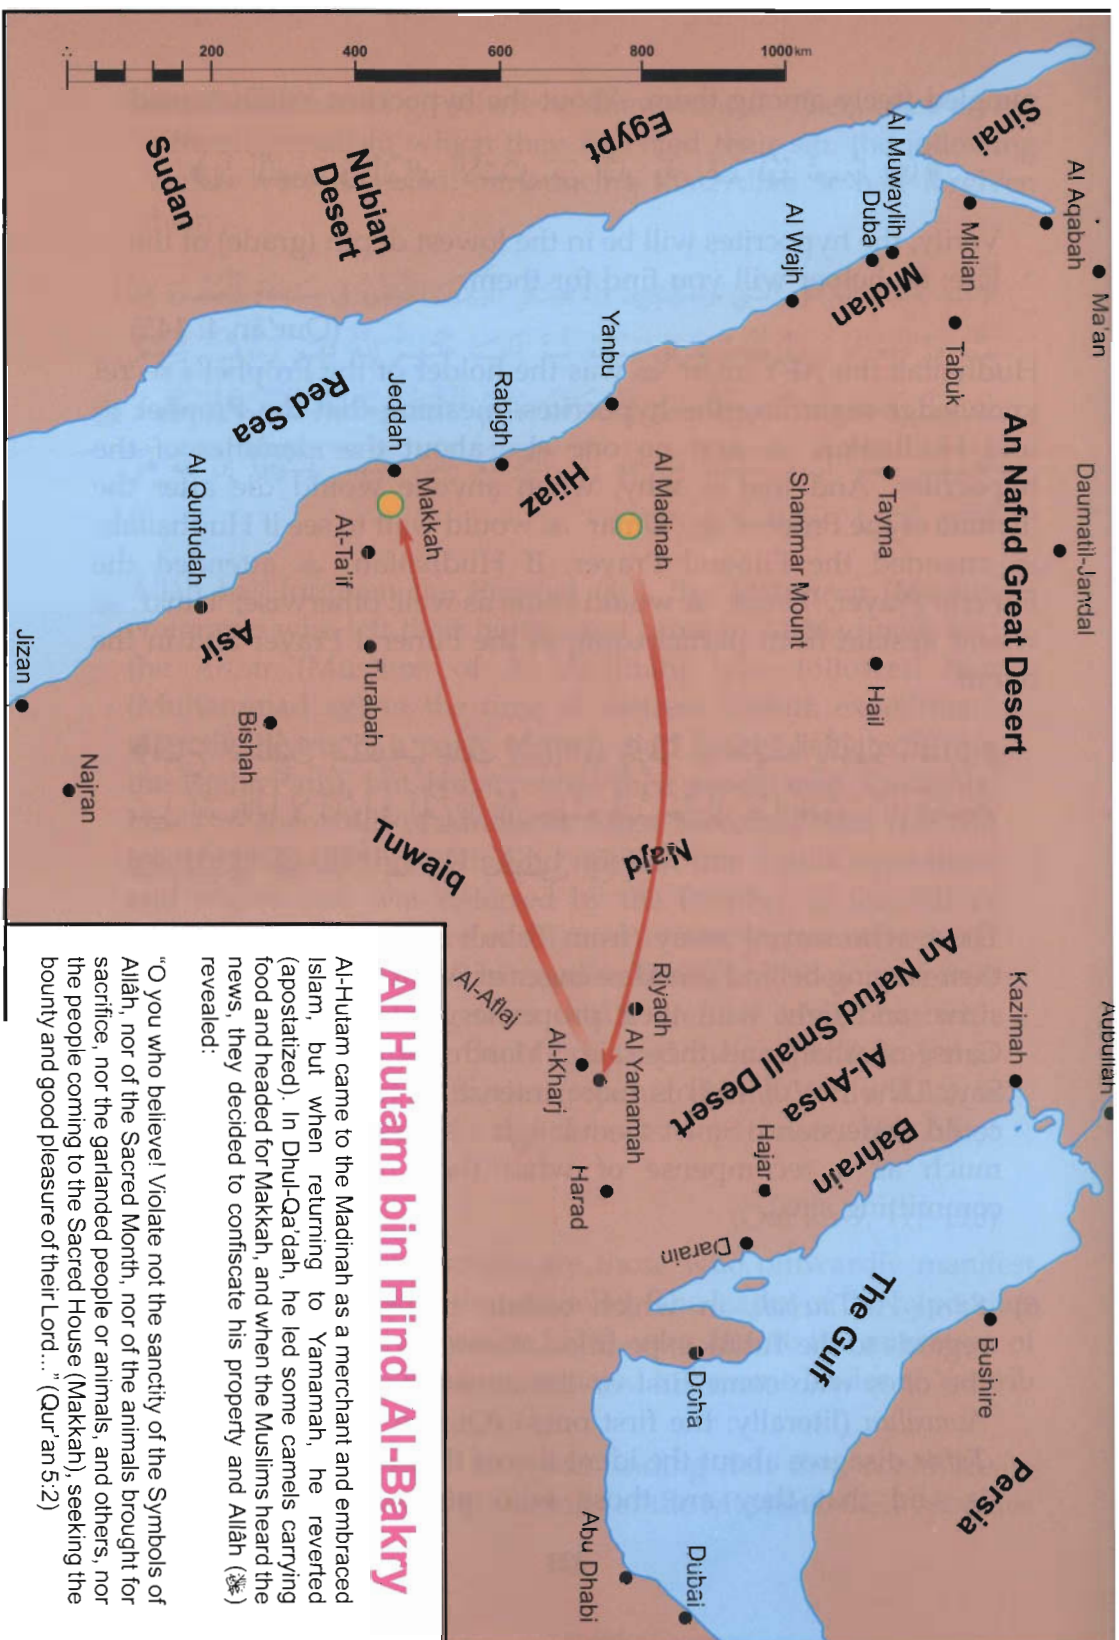 Al Hutam bin Hind Al-Bakry
Al-Hutam came to the Madinah as a merchant and embraced
Islam, but when returning to Yamamah, he reverted
(apostatized). In Dhul-Qa'dah, he led some camels carrying
food and headed for Makkah, and when the Muslims heard the
news, they decided to confiscate his property and Allâh (ﷻ)
revealed:
"O you who believe! Violate not the sanctity of the Symbols of
Allâh, nor of the Sacred Month, nor of the animals brought for
sacrifice, nor the garlanded people or animals, and others, nor
the people coming to the Sacred House (Makkah), seeking the
bounty and good pleasure of their Lord..." (Qur'an 5:2)
Ma'an
Al Aqabah
Sinai
Midian
Tabuk
Daumatil-Jandal
An Nafud Great Desert
Al Muwaylih
Duba
Midian
Al Wajh
Tayma
Hail
Shammar Mount
Egypt
Yanbu
Al Madinah
Hijaz
Rabigh
Jeddah
Makkah
At-Ta'if
Turabah
Red Sea
Nubian
Desert
Sudan
Al Qunfudah
Asir
Bishah
Jizan
Najran
Tuwaiq
Najd
Aubullah
Kazimah
An Nafud Small Desert
Al-Ahsa
Bahrain
Riyadh
Al Yamamah
Al-Kharj
Al-Aflaj
Hajar
Harad
Darain
The Gulf
Bushire
Persia
Doha
Abu Dhabi
Dubai
200
400
600
800
1000 km